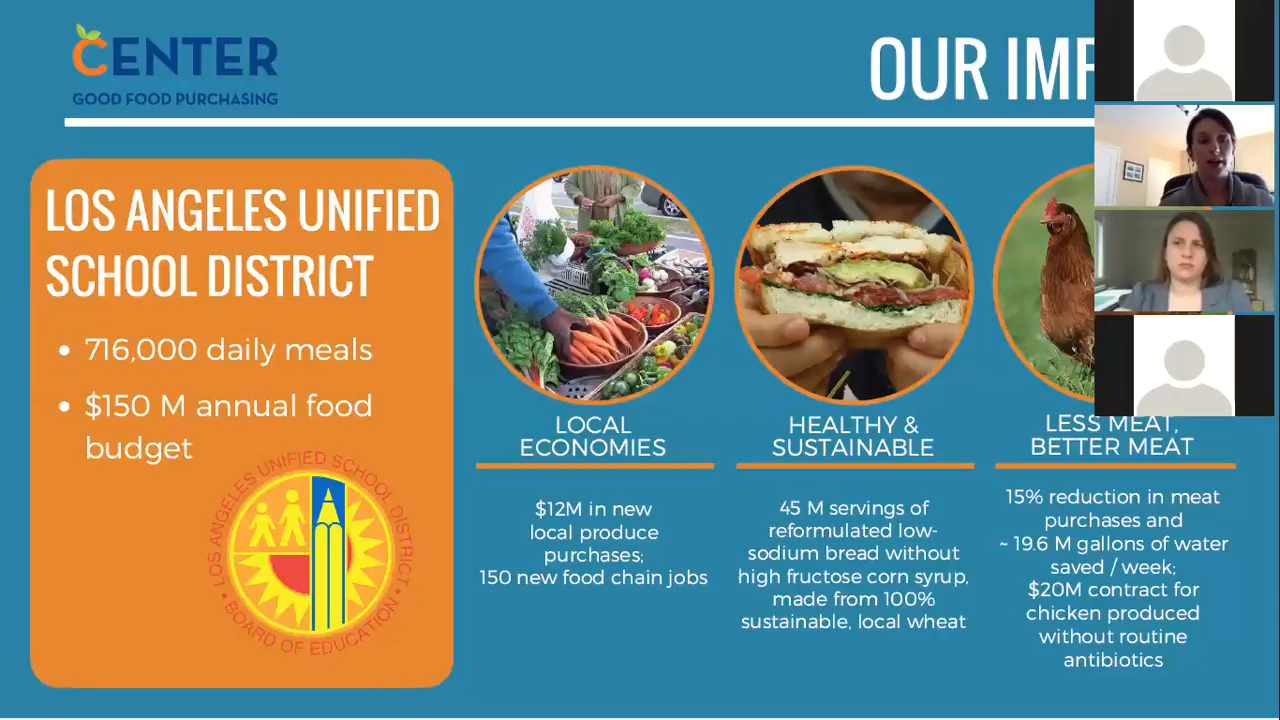 CENTER
GOOD FOOD PURCHASING
OUR IMP
LOS ANGELES UNIFIED
SCHOOL DISTRICT
• 716,000 daily meals
• $150 M annual food
budget
LOS ANGELES UNIFIED SCHOOL DISTRICT
• BOARD OF EDUCATION •
LOCAL
ECONOMIES
$12M in new
local produce
purchases;
150 new food chain jobs
HEALTHY &
SUSTAINABLE
45 M servings of
reformulated low-
sodium bread without
high fructose corn syrup,
made from 100%
sustainable, local wheat
LESS MEAT,
BETTER MEAT
15% reduction in meat
purchases and
~ 19.6 M gallons of water
saved / week;
$20M contract for
chicken produced
without routine
antibiotics